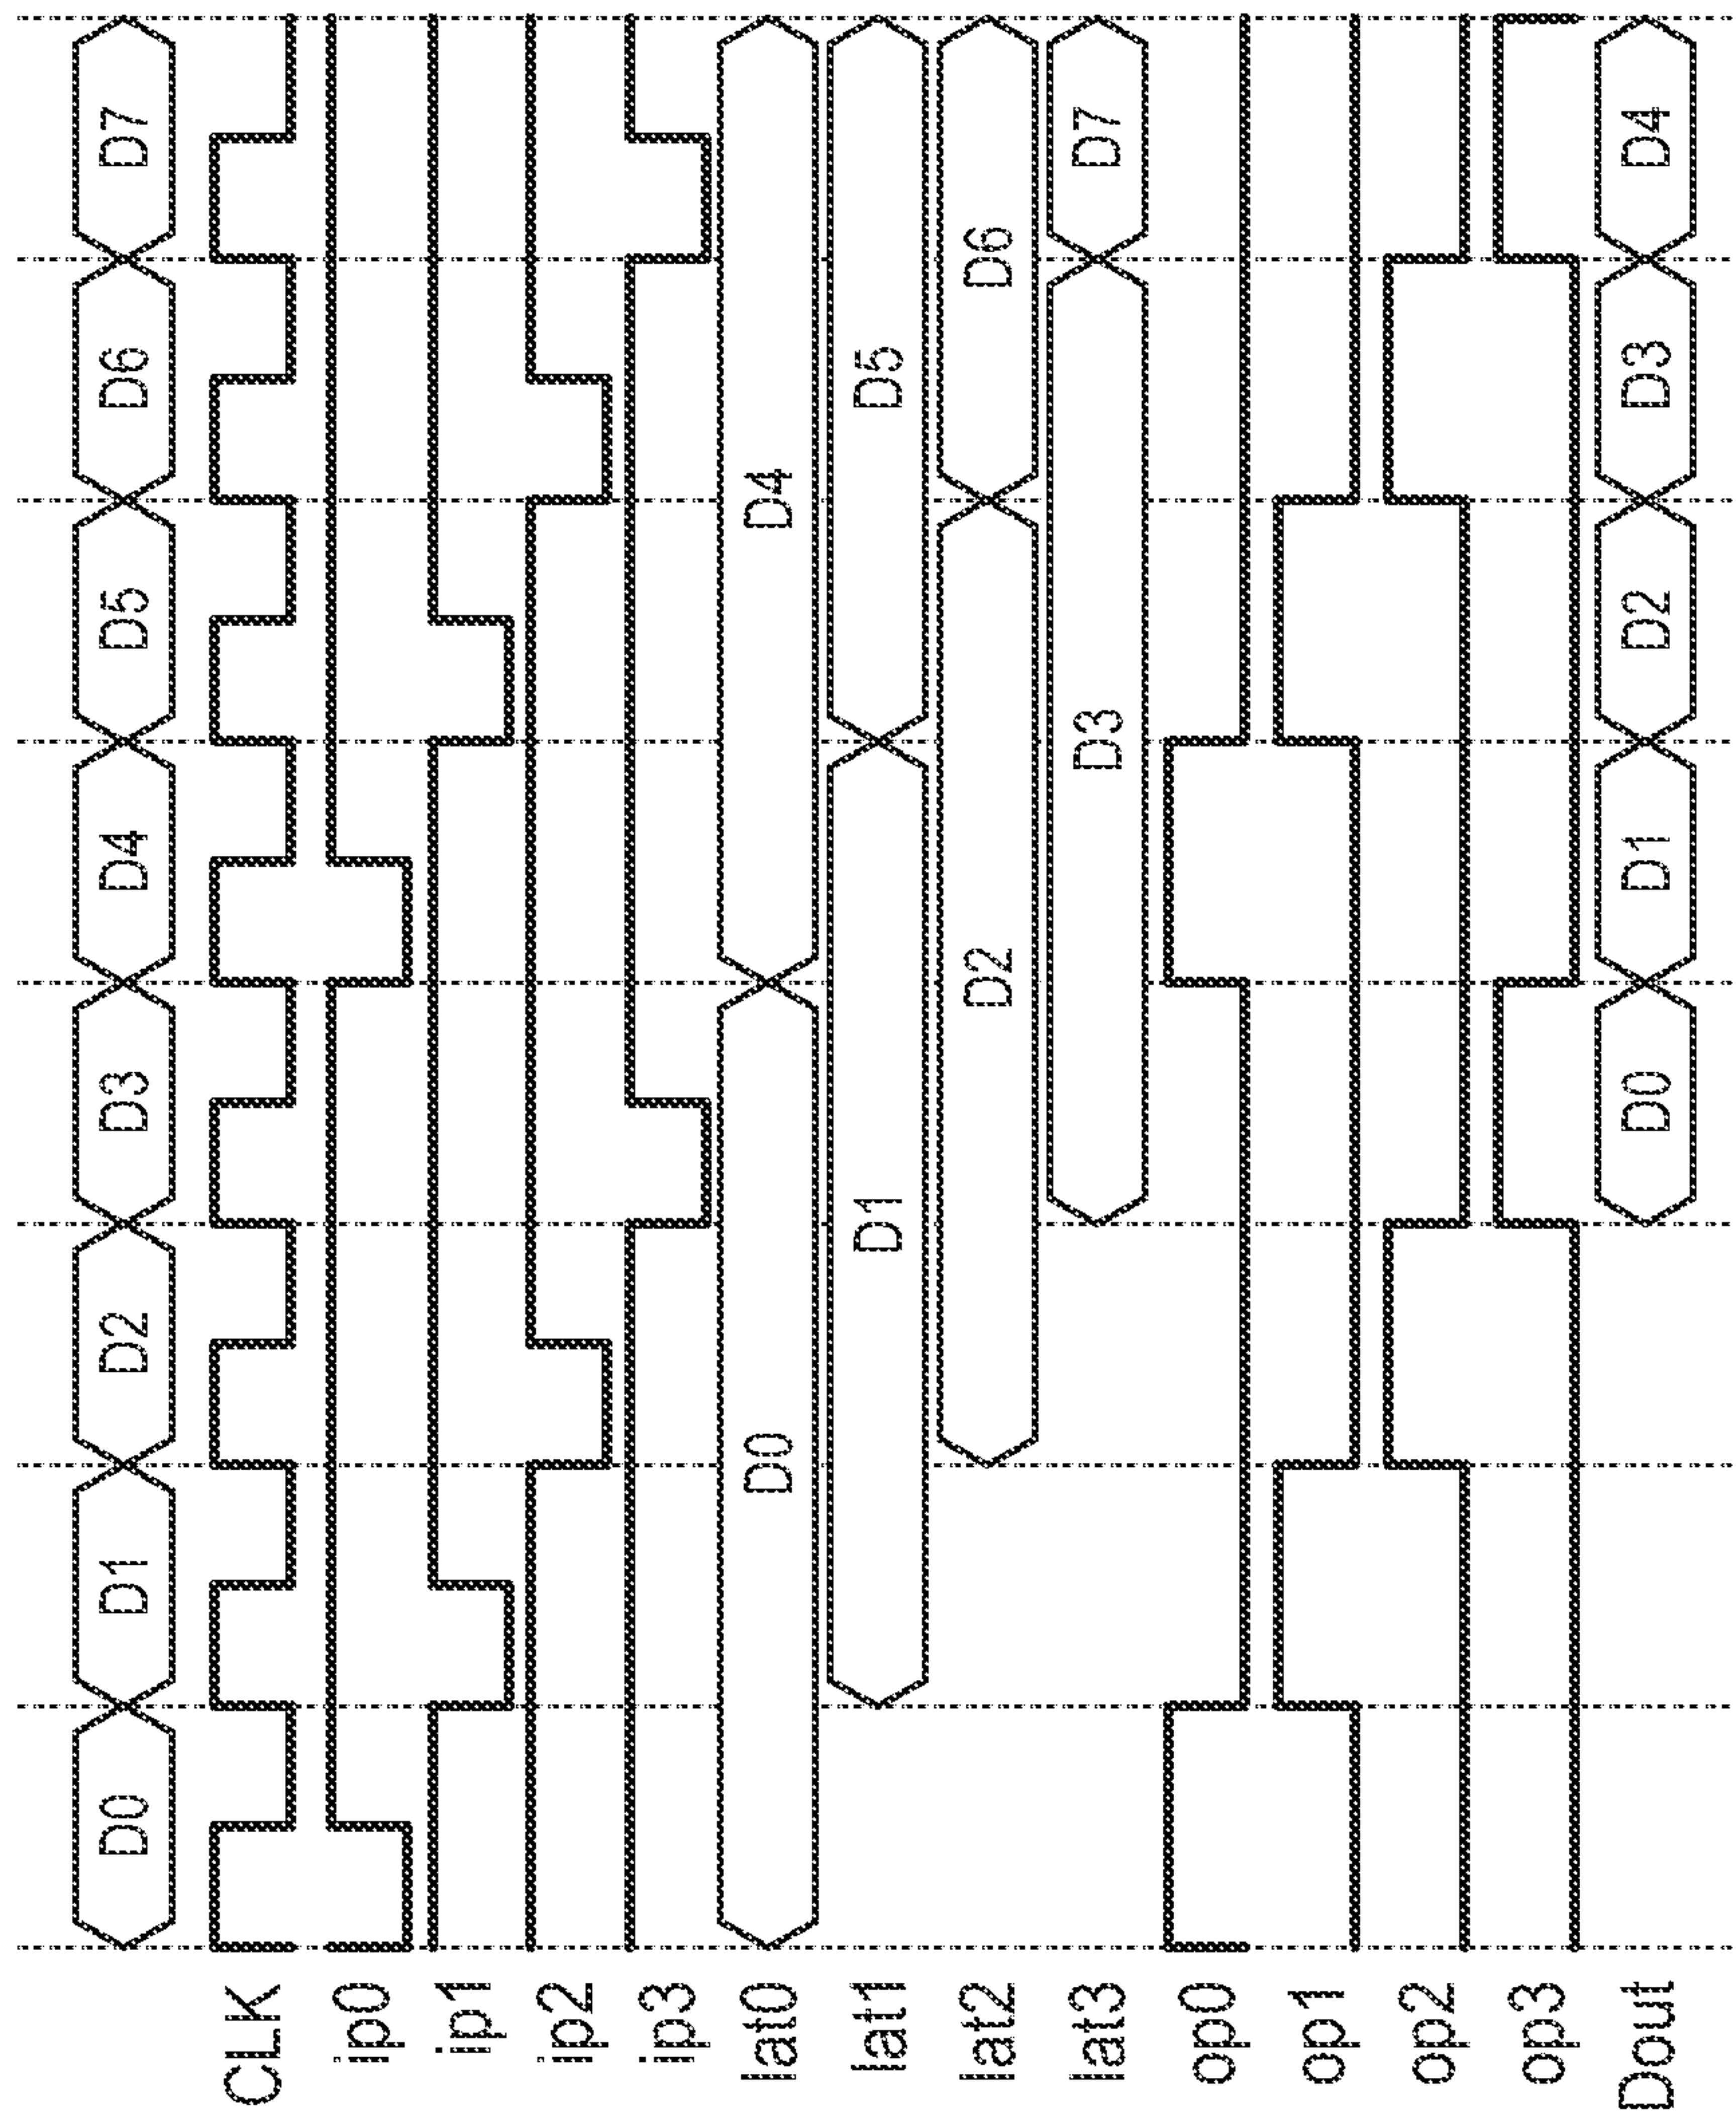 D0 D1 D2 D3 D4 D5 D6 D7
CLK
ip0
ip1
ip2
ip3
lat0 D0 D4
lat1 D1 D5
lat2 D2 D6
lat3 D3 D7
op0
op1
op2
op3
Dout D0 D1 D2 D3 D4